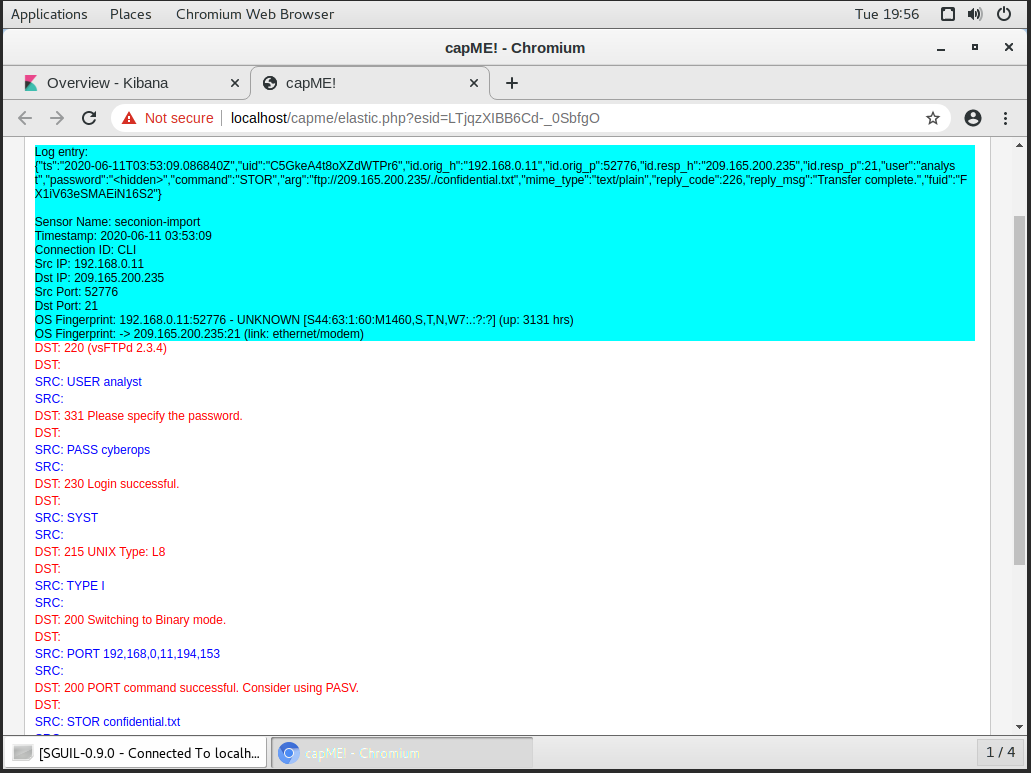 Applications Places Chromium Web Browser Tue 19:56
capME! - Chromium
Overview - Kibana × capME! × +
Not secure localhost/capme/elastic.php?esid=LTjqzXIBB6Cd-_0SbfgO
Log entry:
{"ts":"2020-06-11T03:53:09.086840Z","uid":"C5GkeA4t8oXZdWTPr6","id.orig_h":"192.168.0.11","id.orig_p":52776,"id.resp_h":"209.165.200.235","id.resp_p":21,"user":"analys
t","password":"<hidden>","command":"STOR","arg":"ftp://209.165.200.235/./confidential.txt","mime_type":"text/plain","reply_code":226,"reply_msg":"Transfer complete.","fuid":"F
X1iV63eSMAEiN16S2"}
Sensor Name: seconion-import
Timestamp: 2020-06-11 03:53:09
Connection ID: CLI
Src IP: 192.168.0.11
Dst IP: 209.165.200.235
Src Port: 52776
Dst Port: 21
OS Fingerprint: 192.168.0.11:52776 - UNKNOWN [S44:63:1:60:M1460,S,T,N,W7:.:?:?] (up: 3131 hrs)
OS Fingerprint: -> 209.165.200.235:21 (link: ethernet/modem)
DST: 220 (vsFTPd 2.3.4)
DST:
SRC: USER analyst
SRC:
DST: 331 Please specify the password.
DST:
SRC: PASS cyberops
SRC:
DST: 230 Login successful.
DST:
SRC: SYST
SRC:
DST: 215 UNIX Type: L8
DST:
SRC: TYPE I
SRC:
DST: 200 Switching to Binary mode.
DST:
SRC: PORT 192,168,0,11,194,153
SRC:
DST: 200 PORT command successful. Consider using PASV.
DST:
SRC: STOR confidential.txt
[SGUIL-0.9.0 - Connected To localh... capME! - Chromium 1 / 4